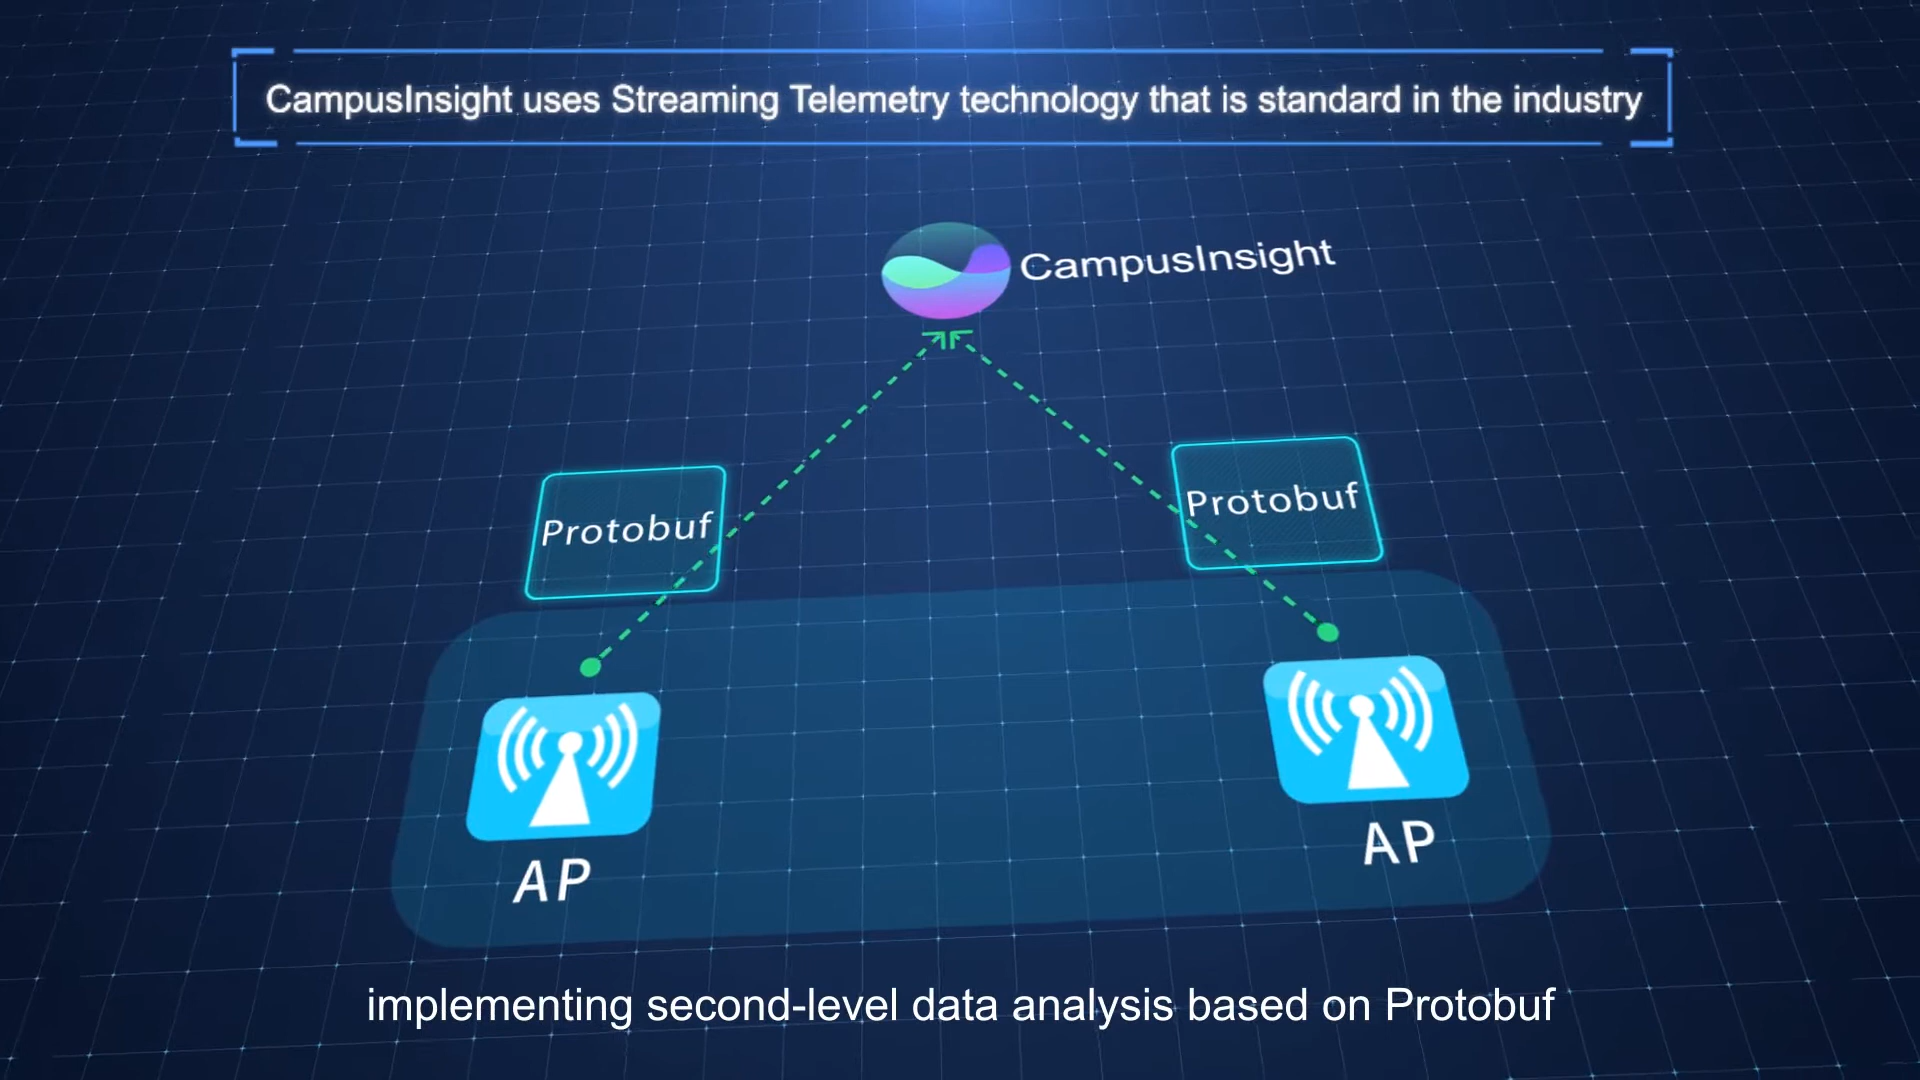 CampusInsight uses Streaming Telemetry technology that is standard in the industry
CampusInsight
Protobuf
Protobuf
AP
AP
implementing second-level data analysis based on Protobuf